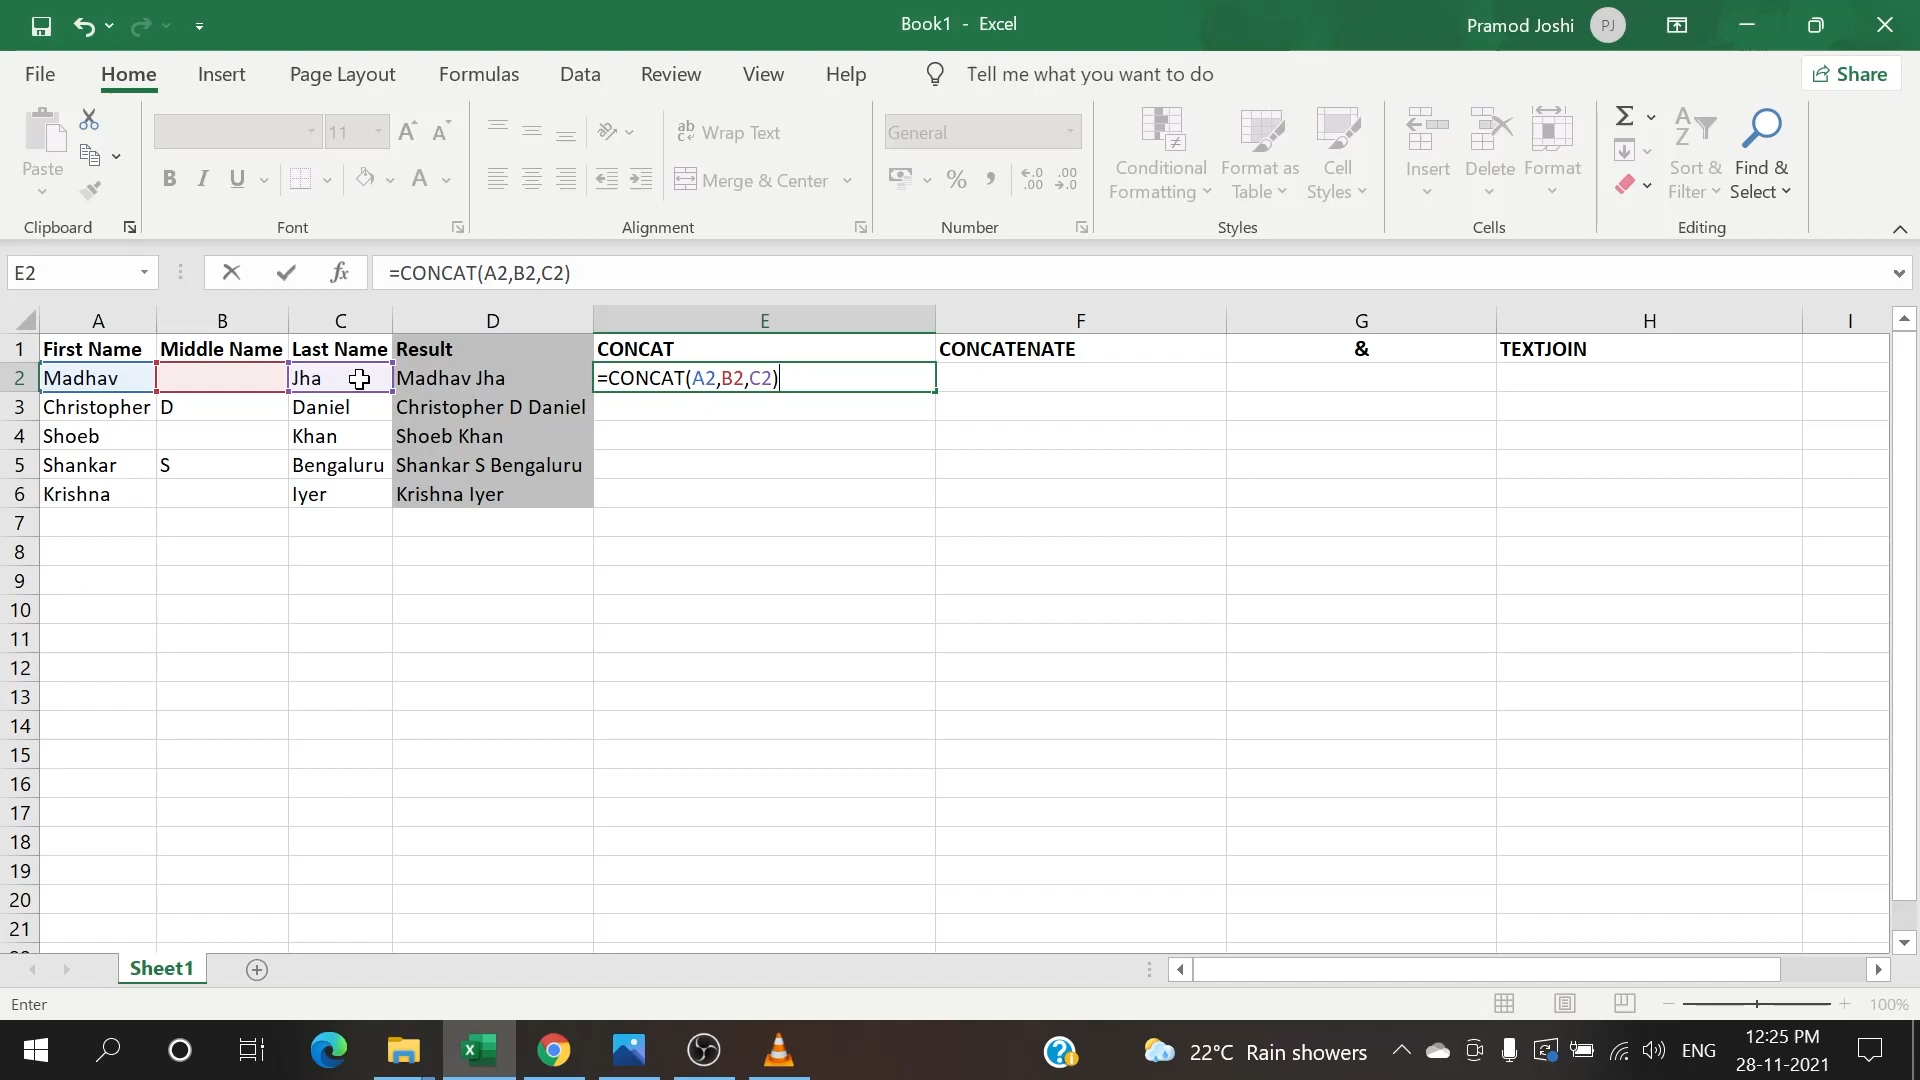 Book1 - Excel
Pramod Joshi PJ
File Home Insert Page Layout Formulas Data Review View Help Tell me what you want to do Share
Paste
11
Wrap Text
Merge & Center
General
Conditional Formatting
Format as Table
Cell Styles
Insert Delete Format
Sort & Filter
Find & Select
Clipboard Font Alignment Number Styles Cells Editing
E2 fx =CONCAT(A2,B2,C2)
A B C D E F G H I
1 First Name Middle Name Last Name Result CONCAT CONCATENATE & TEXTJOIN
2 Madhav Jha Madhav Jha =CONCAT(A2,B2,C2)
3 Christopher D Daniel Christopher D Daniel
4 Shoeb Khan Shoeb Khan
5 Shankar S Bengaluru Shankar S Bengaluru
6 Krishna Iyer Krishna Iyer
7
8
9
10
11
12
13
14
15
16
17
18
19
20
21
Sheet1
Enter 100%
22°C Rain showers ENG 12:25 PM
28-11-2021